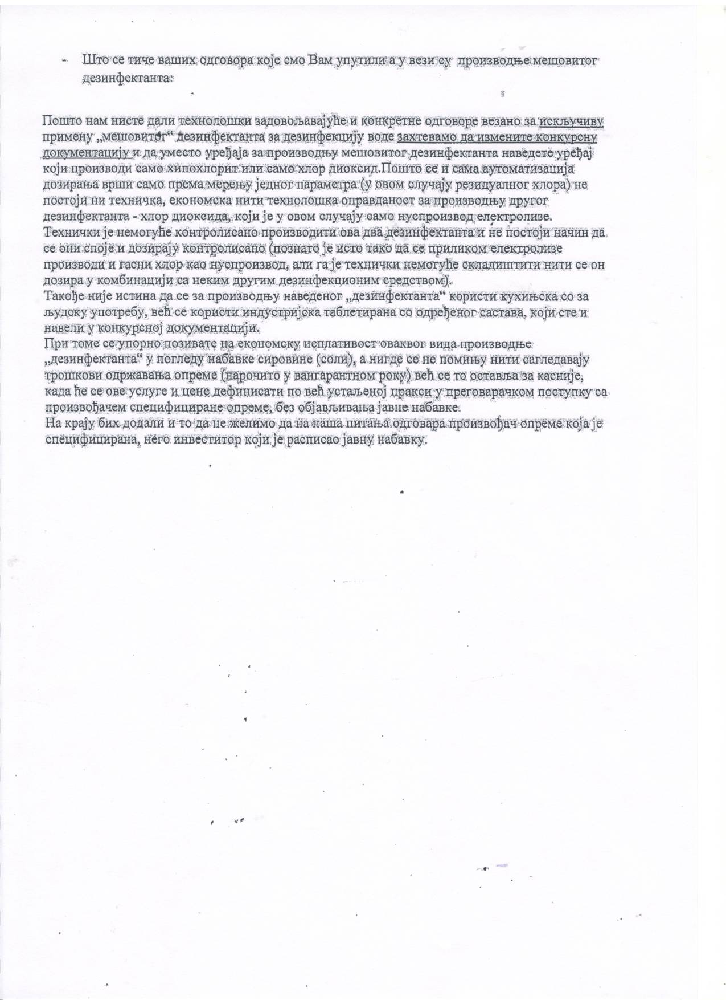 - Што се тиче ваших одговора које смо Вам упутили а у вези су производње мешовитог
дезинфектанта:
Пошто нам нисте дали технолошки задовољавајуће и конкретне одговоре везано за искључиву
примену „мешовитог“ дезинфектанта за дезинфекцију воде захтевамо да измените конкурсну
документацију и да уместо уређаја за производњу мешовитог дезинфектанта наведете уређај
који производи само хипохлорит или само хлор диоксид.Пошто се и сама аутоматизација
дозирања врши само према мерењу једног параметра (у овом случају резидуалног хлора) не
постоји ни техничка, економска нити технолошка оправданост за производњу другог
дезинфектанта - хлор диоксида, који је у овом случају само нуспроизвод електролизе.
Технички је немогуће контролисано производити ова два дезинфектанта и не постоји начин да
се они споје и дозирају контролисано (познато је исто тако да се приликом електролизе
производи и гасни хлор као нуспроизвод, али га је технички немогуће складиштити нити се он
дозира у комбинацији са неким другим дезинфекционим средством).
Такође није истина да се за производњу наведеног „дезинфектанта“ користи кухињска со за
људску употребу, већ се користи индустријска таблетирана со одређеног састава, који сте и
навели у конкурсној документацији.
При томе се упорно позивате на економску исплативост оваквог вида производње
„дезинфектанта“ у погледу набавке сировине (соли), а нигде се не помињу нити сагледавају
трошкови одржавања опреме (нарочито у вангарантном року) већ се то оставља за касније,
када ће се ове услуге и цене дефинисати по већ устаљеној пракси у преговарачком поступку са
произвођачем специфициране опреме, без објављивања јавне набавке.
На крају бих додали и то да не желимо да на наша питања одговара произвођач опреме која је
специфицирана, него инвеститор који је расписао јавну набавку.